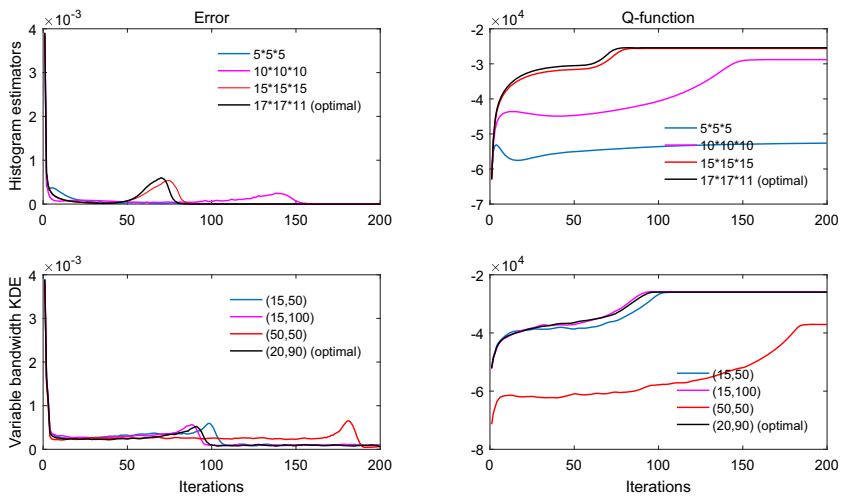 Error
Q-function
×10⁻³
×10⁴
Histogram estimators
4
3
2
1
0
5*5*5
10*10*10
15*15*15
17*17*11 (optimal)
0 50 100 150 200
-2
-3
-4
-5
-6
-7
5*5*5
10*10*10
15*15*15
17*17*11 (optimal)
0 50 100 150 200
×10⁻³
×10⁴
Variable bandwidth KDE
4
3
2
1
0
(15,50)
(15,100)
(50,50)
(20,90) (optimal)
0 50 100 150 200
Iterations
-2
-4
-6
-8
(15,50)
(15,100)
(50,50)
(20,90) (optimal)
0 50 100 150 200
Iterations